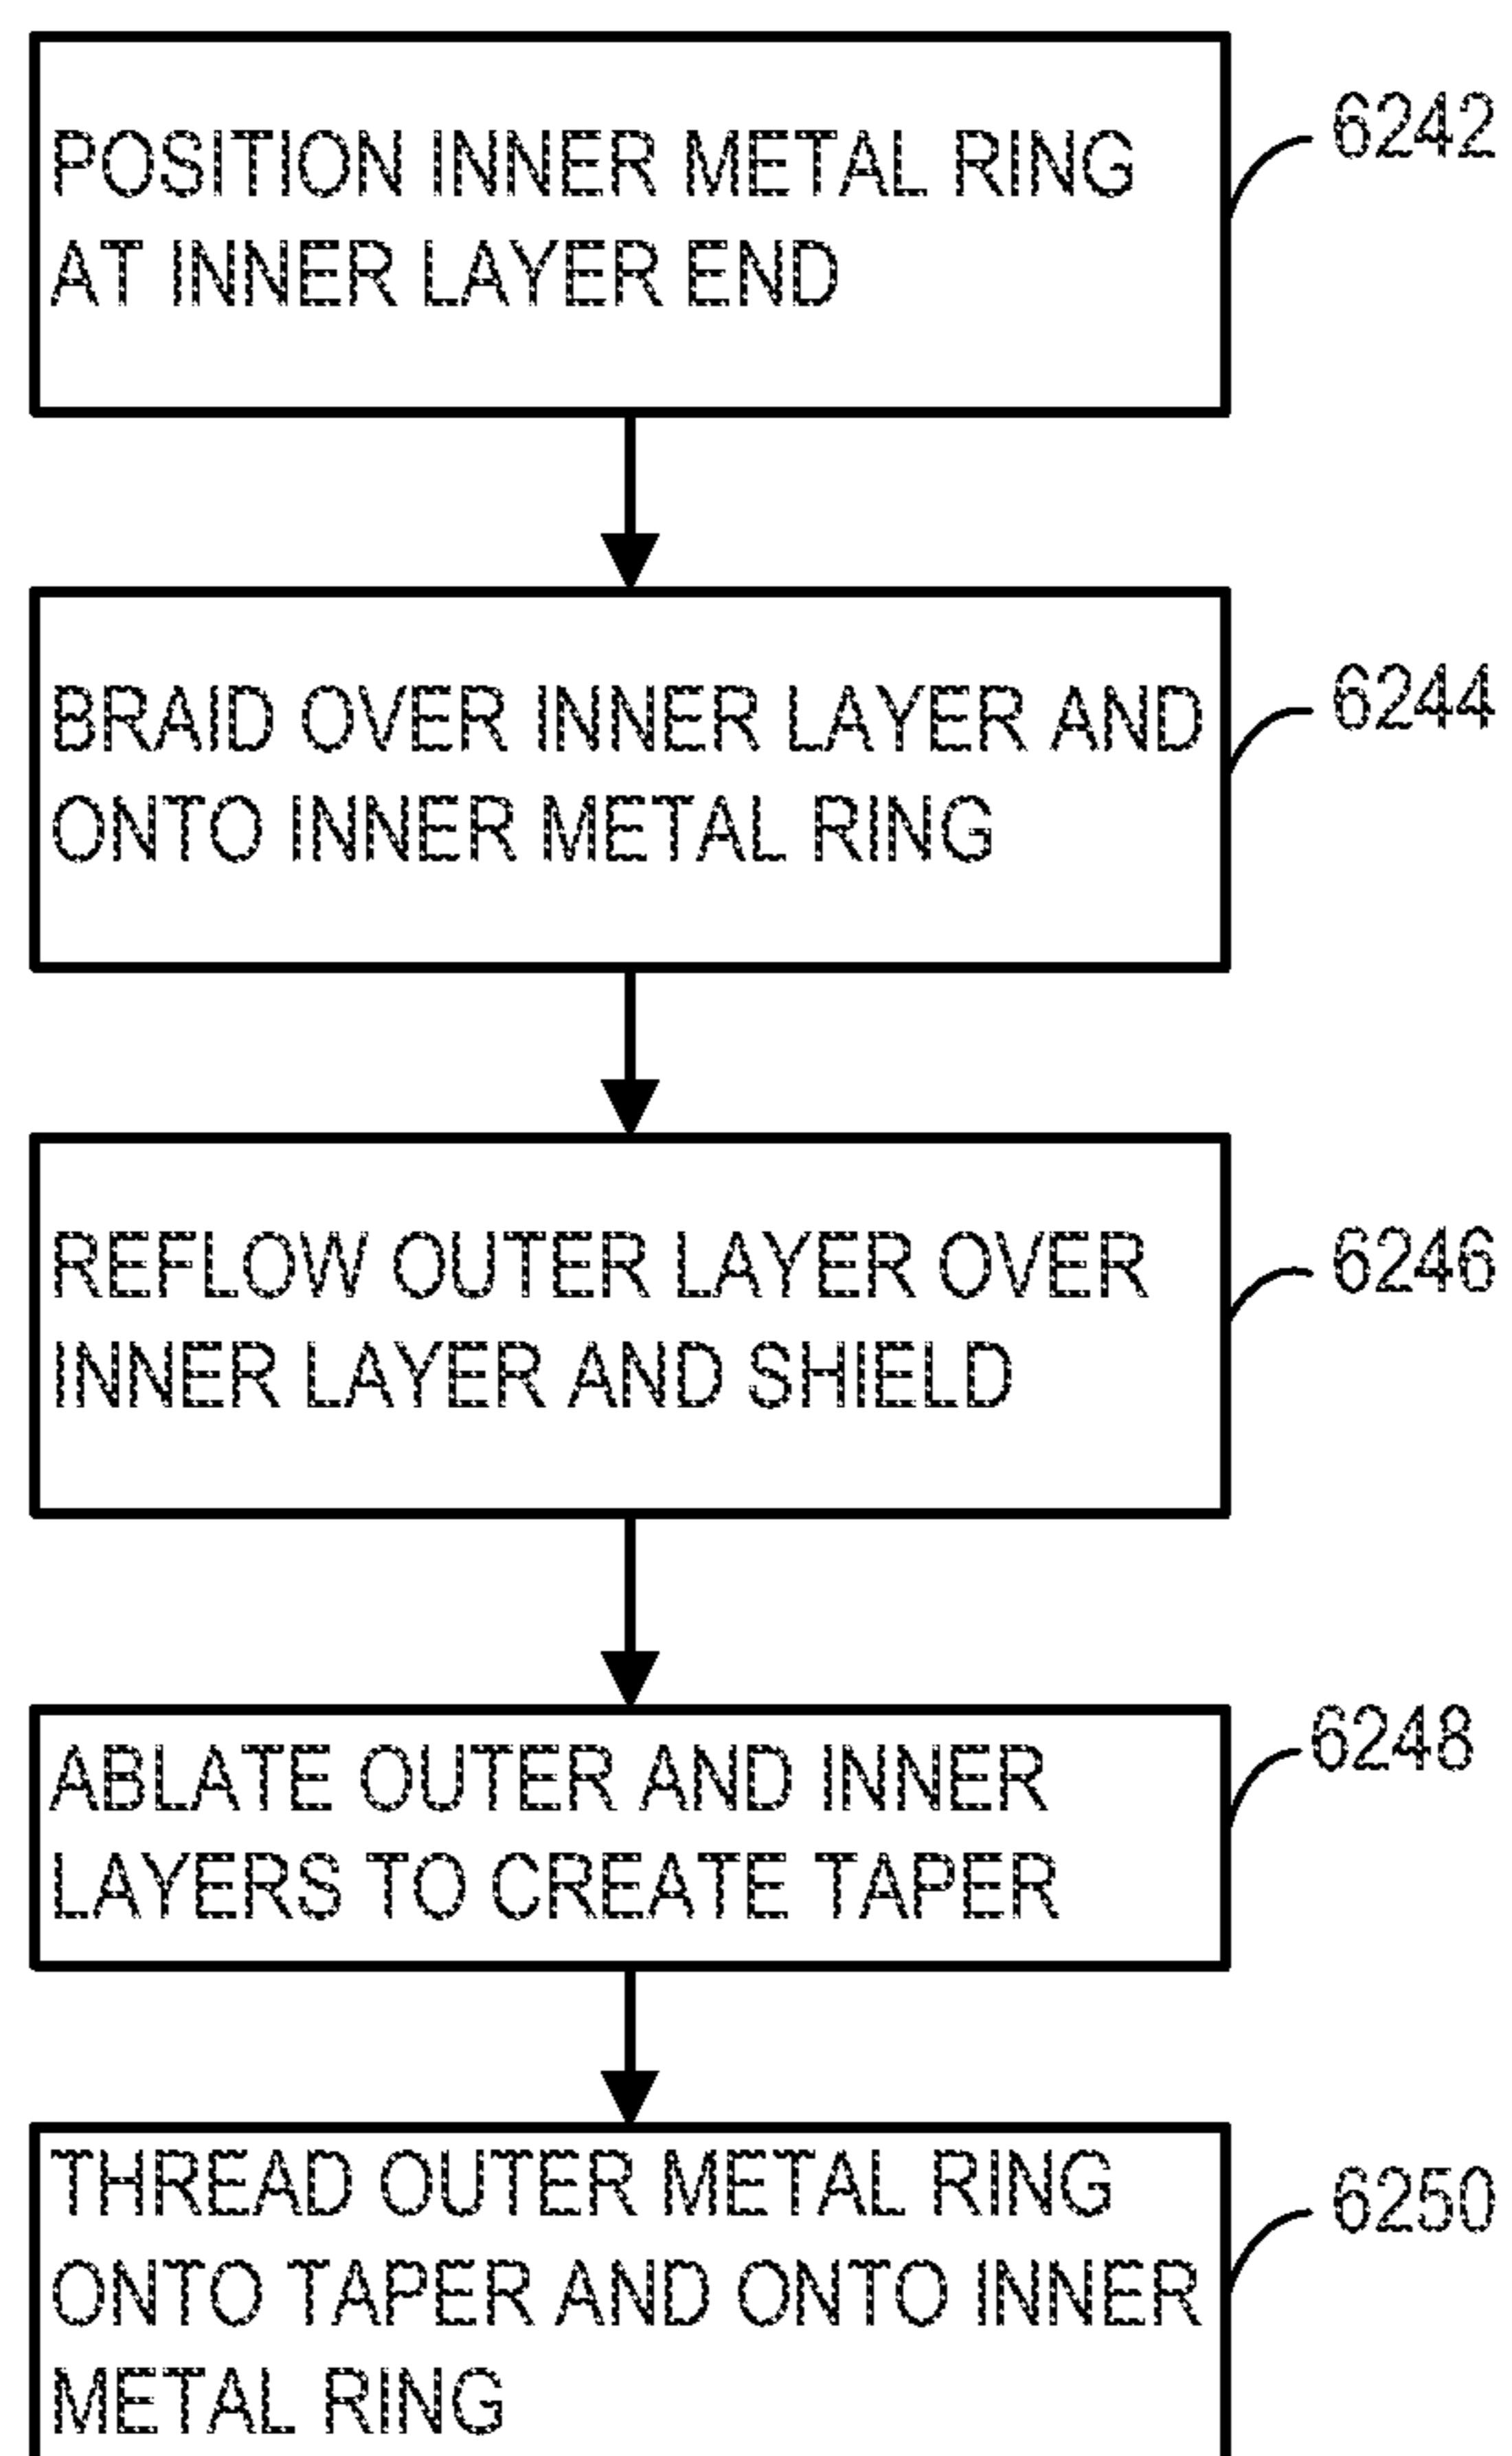 POSITION INNER METAL RING
AT INNER LAYER END
6242
BRAID OVER INNER LAYER AND
ONTO INNER METAL RING
6244
REFLOW OUTER LAYER OVER
INNER LAYER AND SHIELD
6246
ABLATE OUTER AND INNER
LAYERS TO CREATE TAPER
6248
THREAD OUTER METAL RING
ONTO TAPER AND ONTO INNER
METAL RING
6250